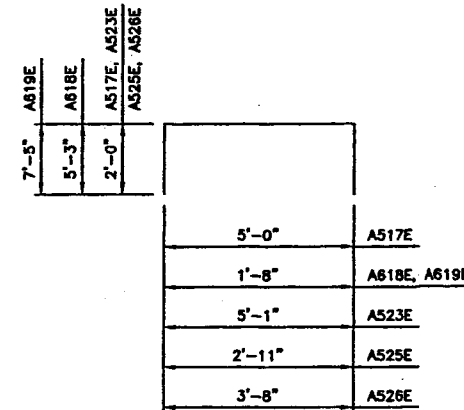 A619E
A618E
A517E, A523E
A525E, A526E
7'-5"
5'-3"
2'-0"
5'-0" A517E
1'-8" A618E, A619E
5'-1" A523E
2'-11" A525E
3'-8" A526E